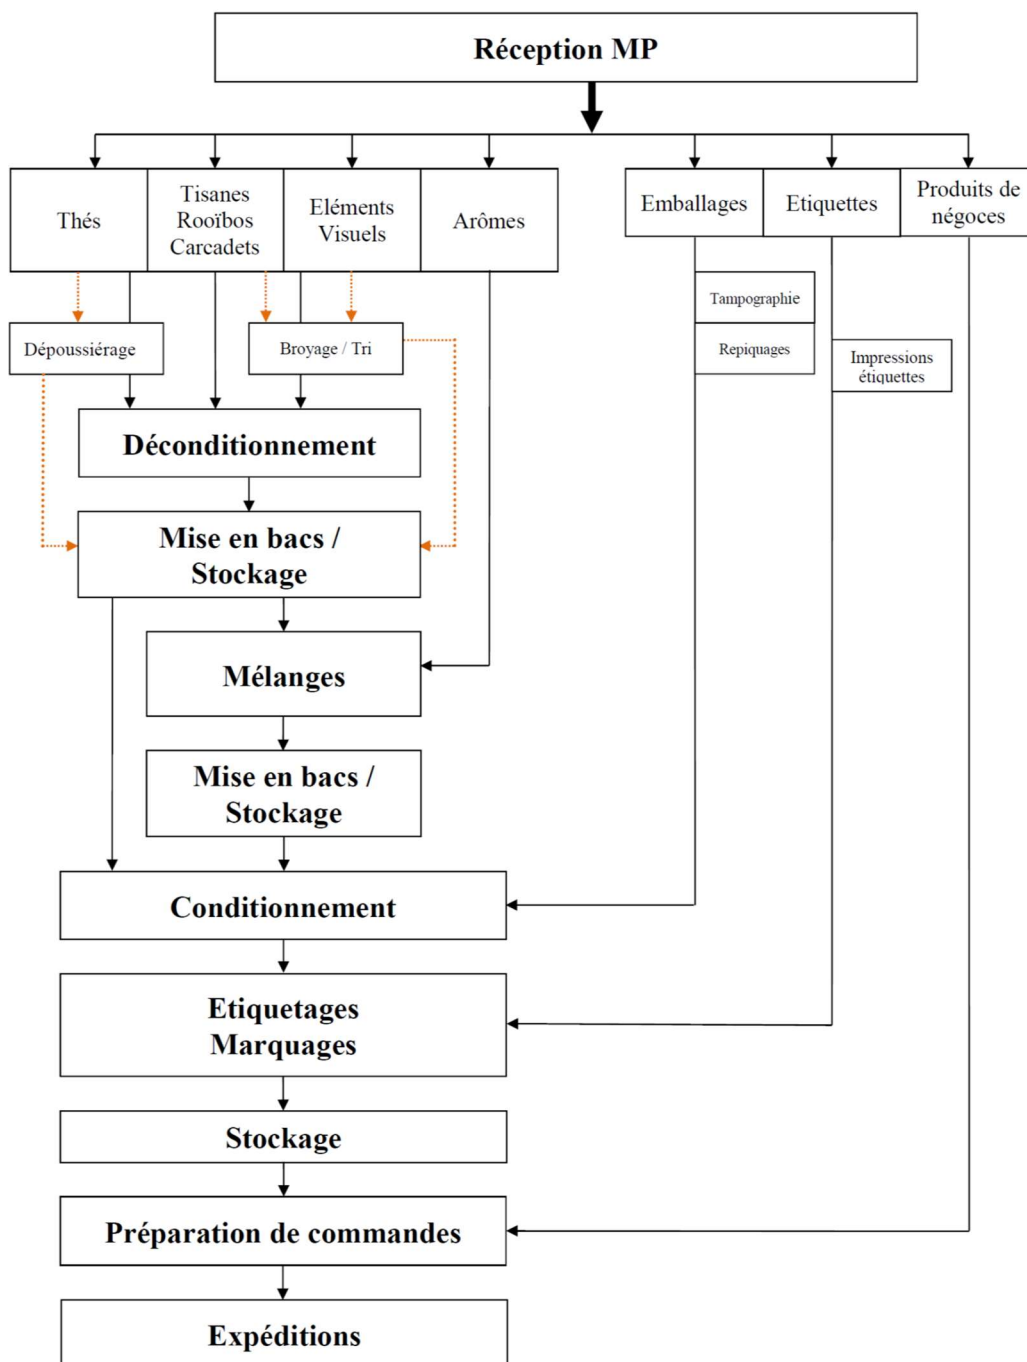 Réception MP
Thés
Tisanes
Rooïbos
Carcadets
Eléments
Visuels
Arômes
Emballages
Etiquettes
Produits de
négoces
Tampographie
Repiquages
Dépoussiérage
Broyage / Tri
Impressions
étiquettes
Déconditionnement
Mise en bacs /
Stockage
Mélanges
Mise en bacs /
Stockage
Conditionnement
Etiquetages
Marquages
Stockage
Préparation de commandes
Expéditions